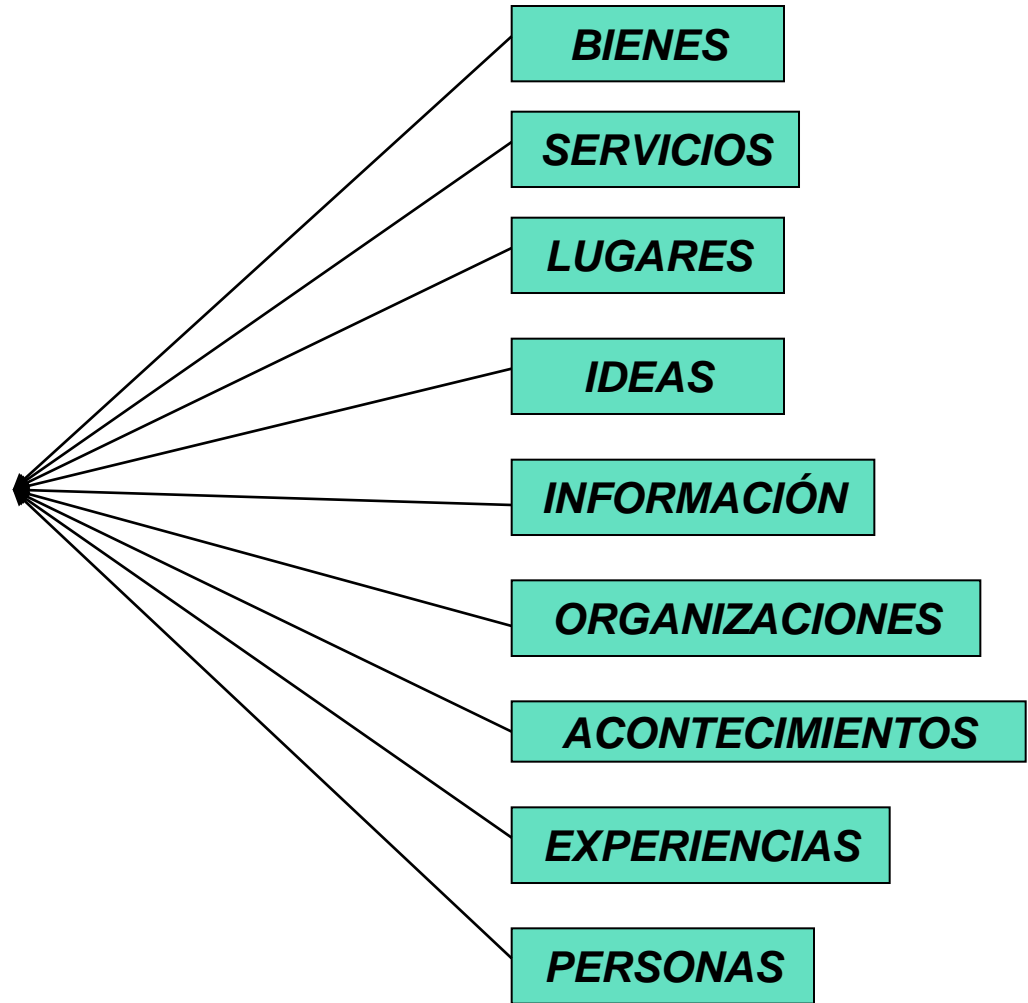 BIENES
SERVICIOS
LUGARES
IDEAS
INFORMACIÓN
ORGANIZACIONES
ACONTECIMIENTOS
EXPERIENCIAS
PERSONAS